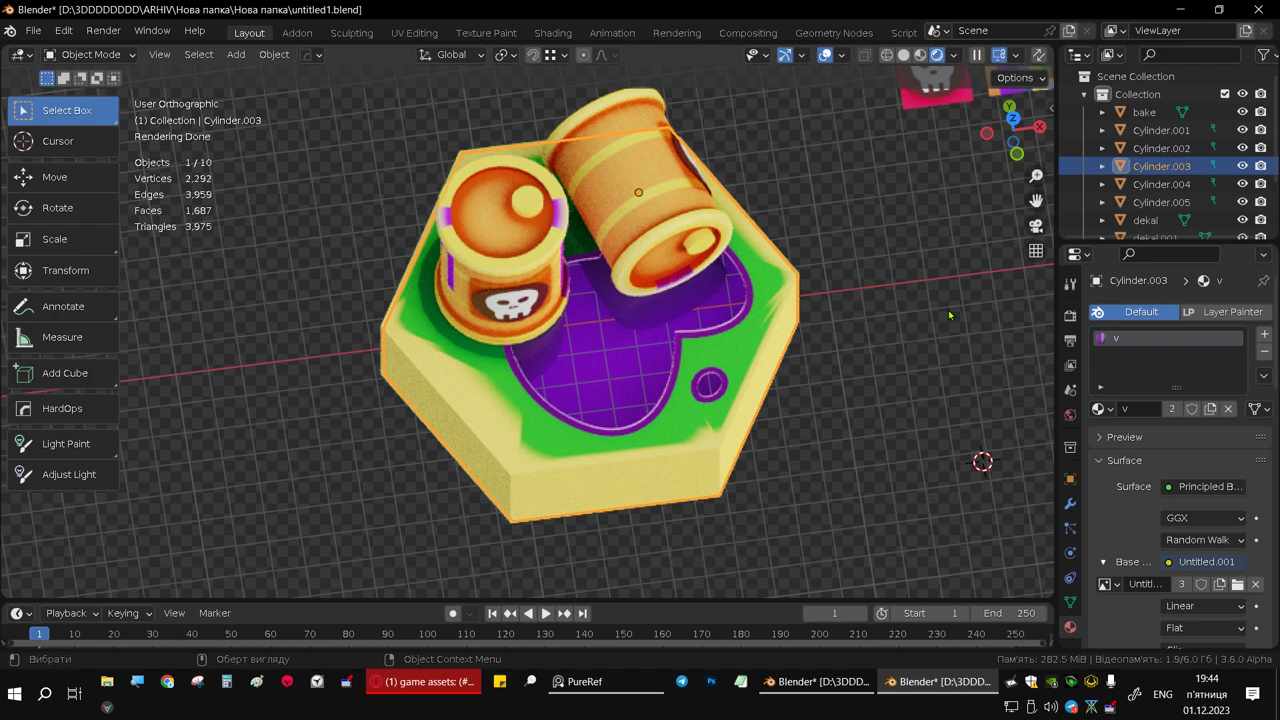 Blender* [D:\3DDDDDDDD\ARHIV\Нова папка\Нова папка\untitled1.blend]
File Edit Render Window Help Layout Addon Sculpting UV Editing Texture Paint Shading Animation Rendering Compositing Geometry Nodes Scripting Scene ViewLayer
Object Mode View Select Add Object Global
Options
Select Box
Cursor
Move
Rotate
Scale
Transform
Annotate
Measure
Add Cube
HardOps
Light Paint
Adjust Light
User Orthographic
(1) Collection | Cylinder.003
Rendering Done
Objects 1 / 10
Vertices 2,292
Edges 3,959
Faces 1,687
Triangles 3,975
Y
Z
X
Scene Collection
Collection
bake
Cylinder.001
Cylinder.002
Cylinder.003
Cylinder.004
Cylinder.005
dekal
dekal.001
Cylinder.003 v
Default LP Layer Painter
v
v 2
Preview
Surface
Surface Principled B...
GGX
Random Walk
Base ... Untitled.001
Untitl... 3
Linear
Flat
Playback Keying View Marker 1 Start 1 End 250
1 10 20 30 40 50 60 70 80 90 100 110 120 130 140 150 160 170 180 190 200 210 220 230 240 250
Вибрати Оберт вигляду Object Context Menu Пам'ять: 282.5 MiB | Відеопам'ять: 1.9/6.0 Гб | 3.6.0 Alpha
(1) game assets: (#... PureRef Ps Blender* [D:\3DDD... Blender* [D:\3DDD...
ENG
19:44
п'ятниця
01.12.2023